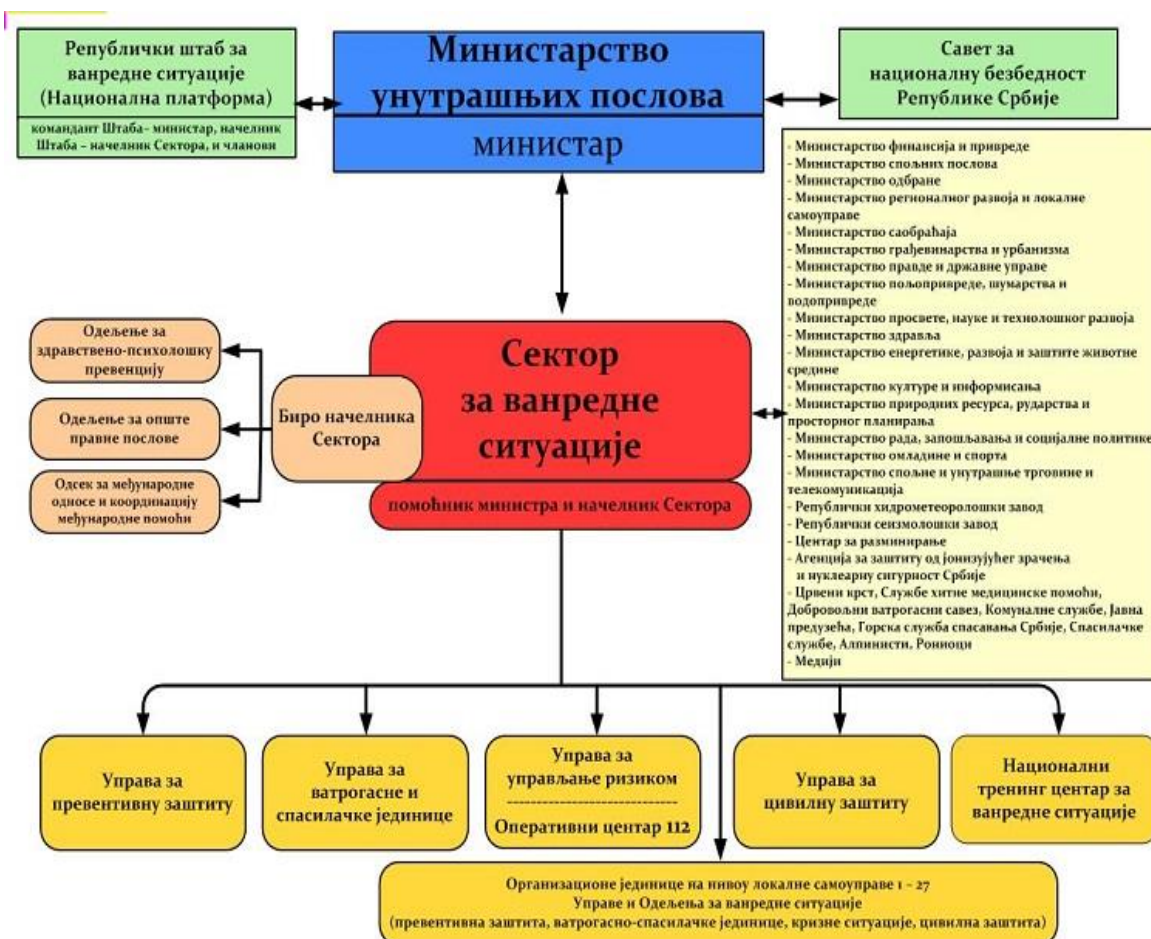 Републички штаб за
ванредне ситуације
(Национална платформа)
командант Штаба– министар, начелник
Штаба – начелник Сектора, и чланови
Министарство
унутрашњих послова
министар
Савет за
националну безбедност
Републике Србије
- Министарство финансија и привреде
- Министарство спољних послова
- Министарство одбране
- Министарство регионалног развоја и локалне
самоуправе
- Министарство саобраћаја
- Министарство грађевинарства и урбанизма
- Министарство правде и државне управе
- Министарство пољопривреде, шумарства и
водопривреде
- Министарство просвете, науке и технолошког развоја
- Министарство здравља
- Министарство енергетике, развоја и заштите животне
средине
- Министарство културе и информисања
- Министарство природних ресурса, рударства и
просторног планирања
- Министарство рада, запошљавања и социјалне политике
- Министарство омладине и спорта
- Министарство спољне и унутрашње трговине и
телекомуникација
- Републички хидрометеоролошки завод
- Републички сеизмолошки завод
- Центар за разминирање
- Агенција за заштиту од јонизујућег зрачења
и нуклеарну сигурност Србије
- Црвени крст, Службе хитне медицинске помоћи,
Добровољни ватрогасни савез, Комуналне службе, Јавна
предузећа, Горска служба спасавања Србије, Спасилачке
службе, Алпинисти, Рониоци
- Медији
Одељење за
здравствено-психолошку
превенцију
Одељење за опште
правне послове
Одсек за међународне
односе и координацију
међународне помоћи
Биро начелника
Сектора
Сектор
за ванредне
ситуације
помоћник министра и начелник Сектора
Управа за
превентивну заштиту
Управа за
ватрогасне и
спасилачке јединице
Управа за
управљање ризиком
------------------------------
Оперативни центар 112
Управа за
цивилну заштиту
Национални
тренинг центар за
ванредне ситуације
Организационе јединице на нивоу локалне самоуправе 1 – 27
Управе и Одељења за ванредне ситуације
(превентивна заштита, ватрогасно-спасилачке јединице, кризне ситуације, цивилна заштита)